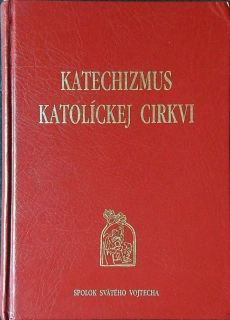 KATECHIZMUS
KATOLÍCKEJ CIRKVI
SPOLOK SVÄTÉHO VOJTECHA